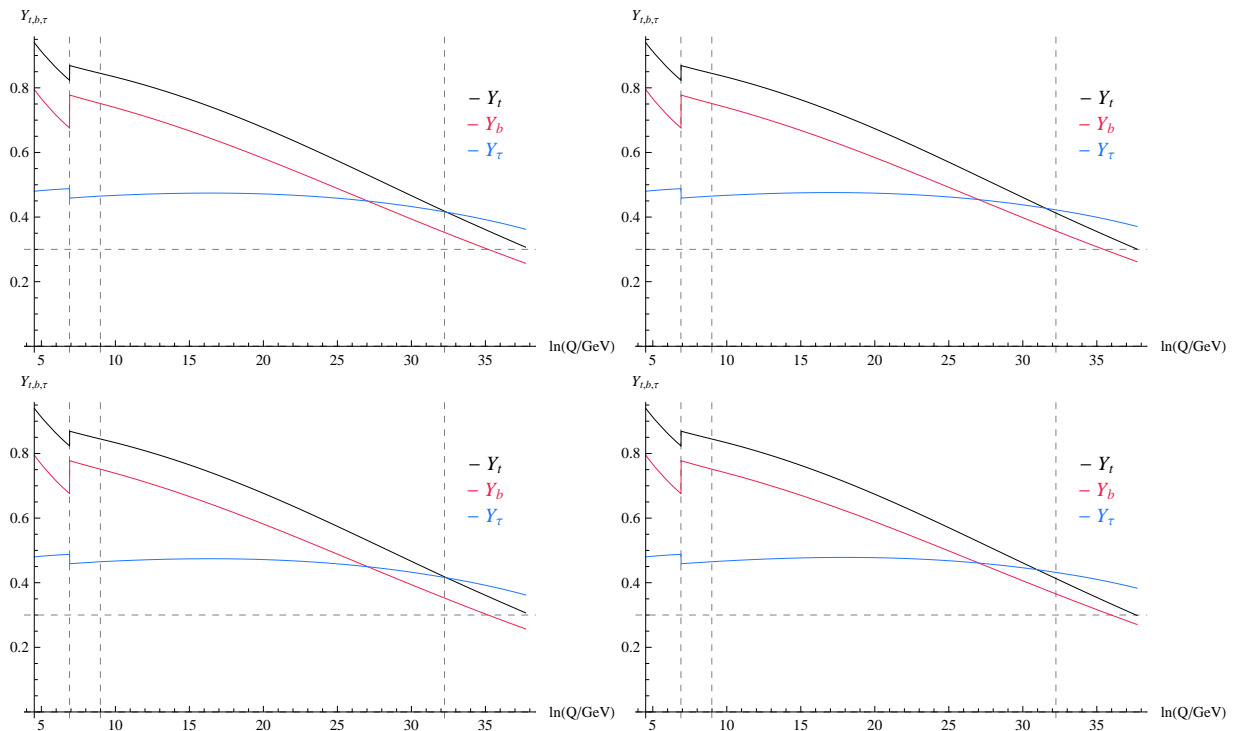 Y_{t,b,τ}
0.8
0.6
0.4
0.2
5 10 15 20 25 30 35
ln(Q/GeV)
– Y_t
– Y_b
– Y_τ
Y_{t,b,τ}
0.8
0.6
0.4
0.2
5 10 15 20 25 30 35
ln(Q/GeV)
– Y_t
– Y_b
– Y_τ
Y_{t,b,τ}
0.8
0.6
0.4
0.2
5 10 15 20 25 30 35
ln(Q/GeV)
– Y_t
– Y_b
– Y_τ
Y_{t,b,τ}
0.8
0.6
0.4
0.2
5 10 15 20 25 30 35
ln(Q/GeV)
– Y_t
– Y_b
– Y_τ